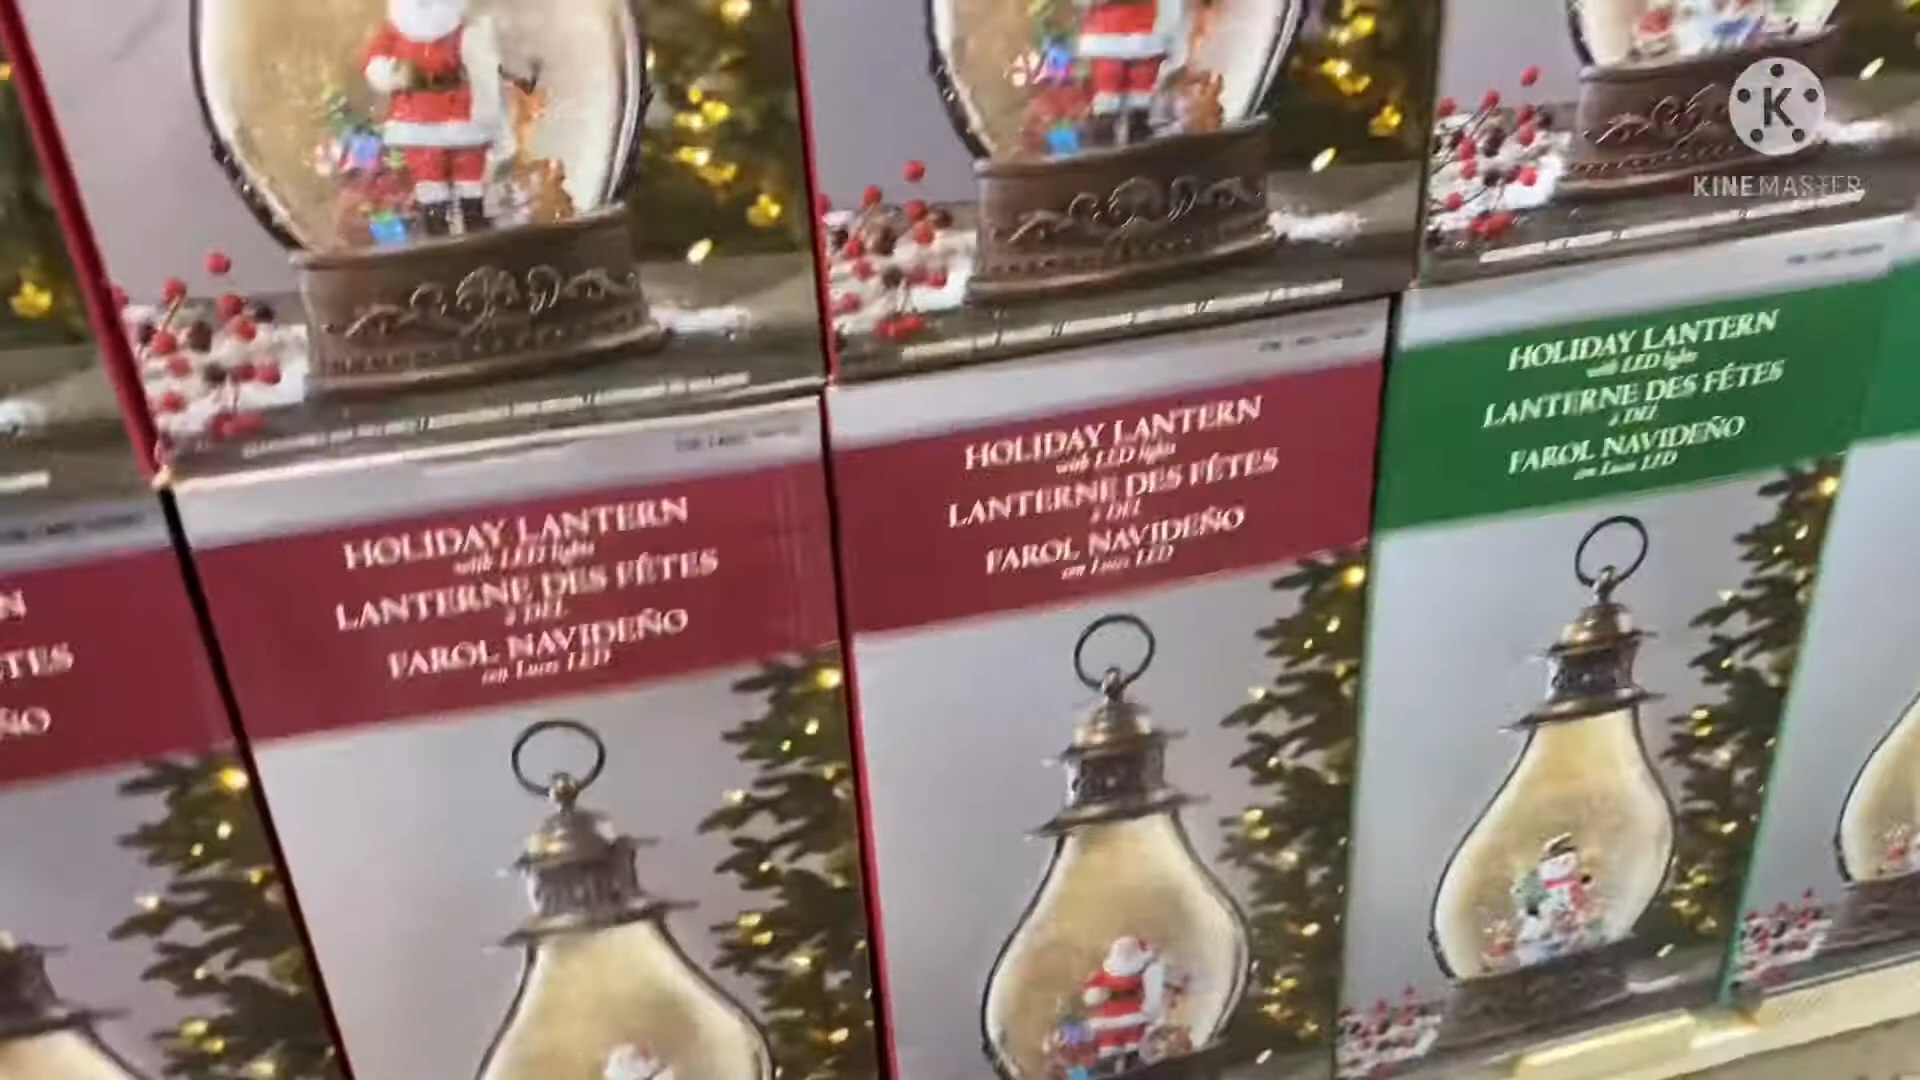 K
KINEMASTER
HOLIDAY LANTERN
with LED lights
LANTERNE DES FÊTES
à DEL
FAROL NAVIDEÑO
con Luces LED
HOLIDAY LANTERN
with LED lights
LANTERNE DES FÊTES
à DEL
FAROL NAVIDEÑO
con Luces LED
HOLIDAY LANTERN
with LED lights
LANTERNE DES FÊTES
à DEL
FAROL NAVIDEÑO
con Luces LED
N
TES
ÑO